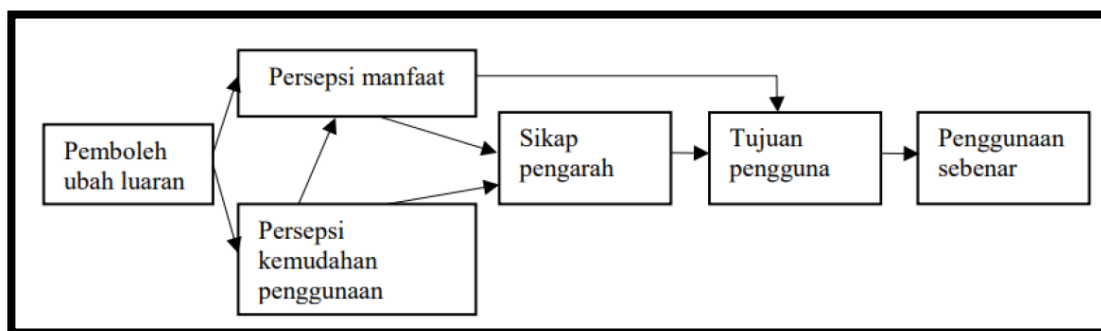 Persepsi manfaat
Pemboleh
ubah luaran
Sikap
pengarah
Tujuan
pengguna
Penggunaan
sebenar
Persepsi
kemudahan
penggunaan